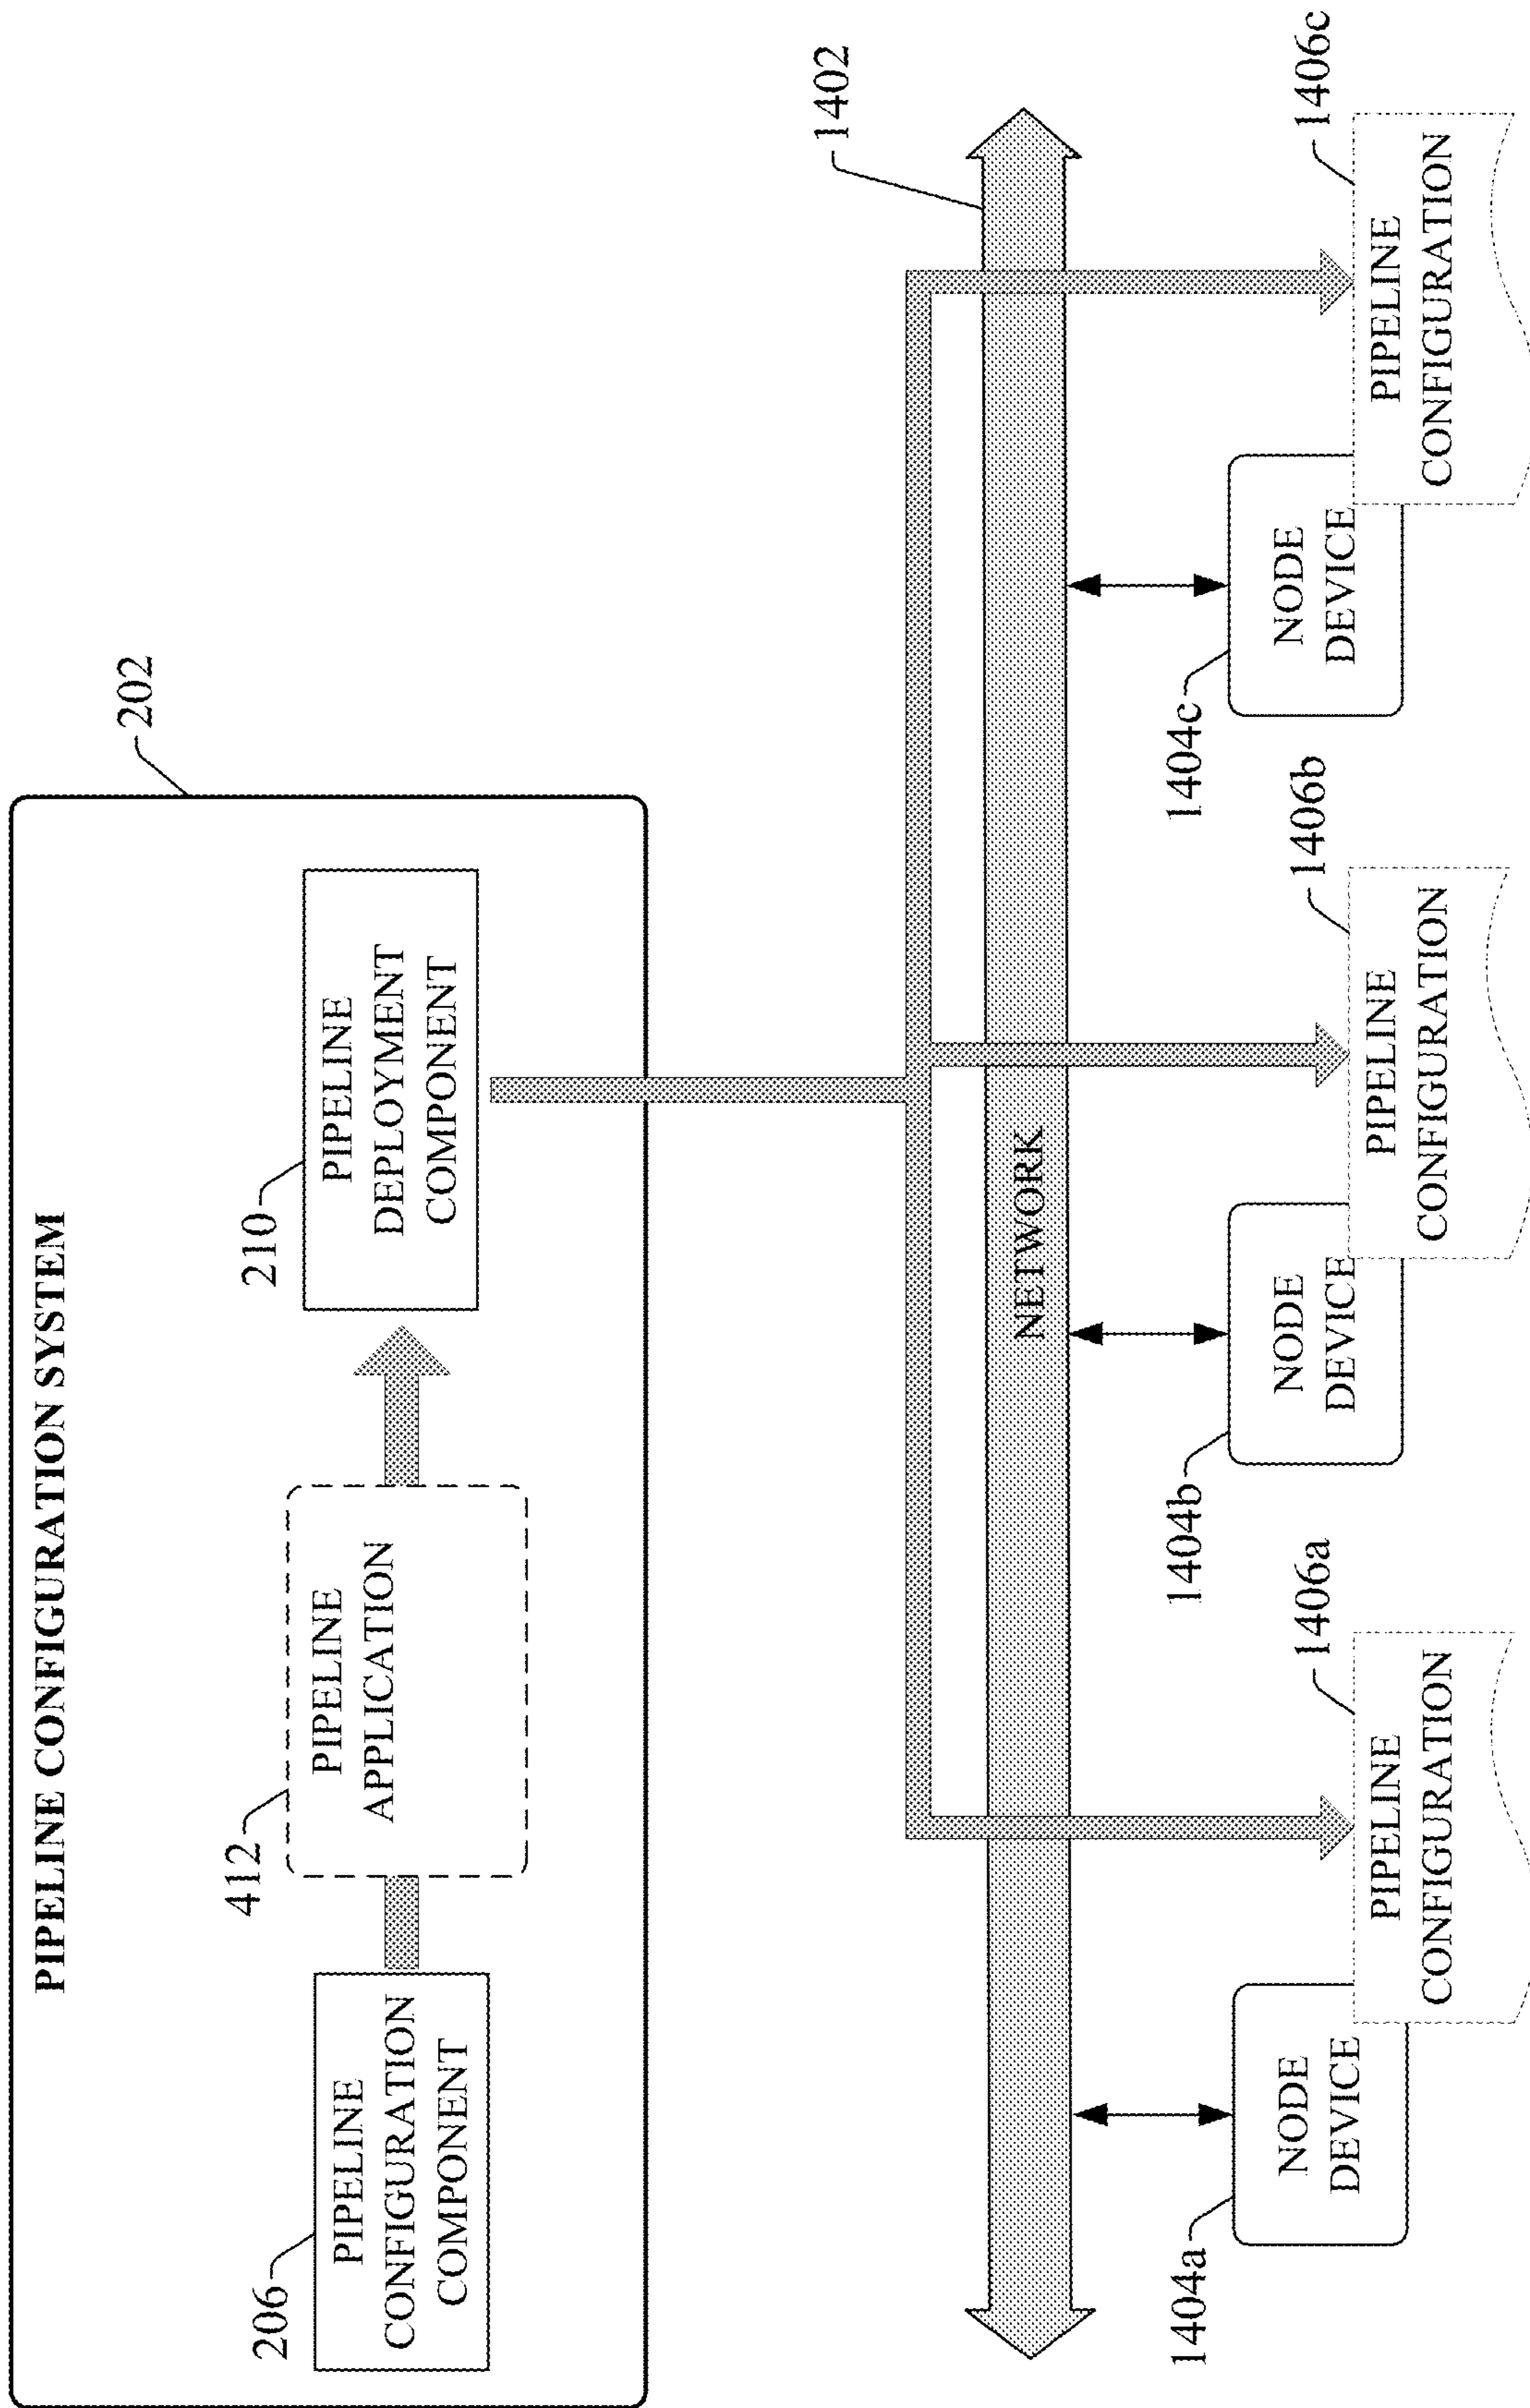 PIPELINE CONFIGURATION SYSTEM
202
206
PIPELINE
CONFIGURATION
COMPONENT
412
PIPELINE
APPLICATION
210
PIPELINE
DEPLOYMENT
COMPONENT
1402
NETWORK
1404a
NODE
DEVICE
1406a
PIPELINE
CONFIGURATION
1404b
NODE
DEVICE
1406b
PIPELINE
CONFIGURATION
1404c
NODE
DEVICE
1406c
PIPELINE
CONFIGURATION